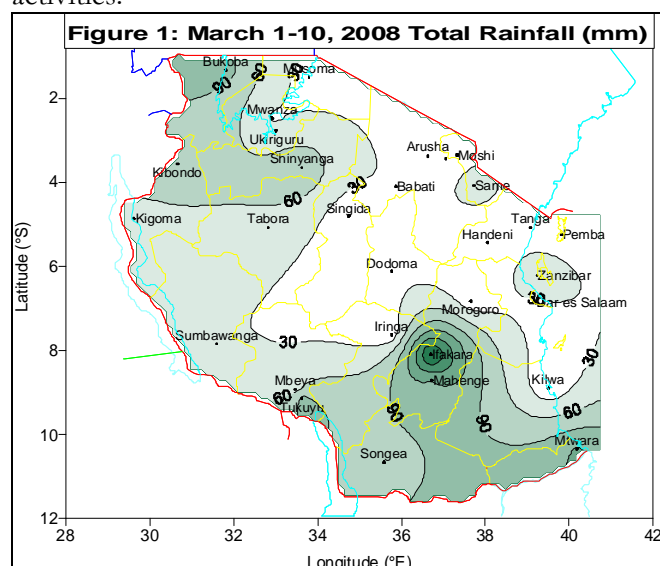 activities.
Figure 1: March 1-10, 2008 Total Rainfall (mm)
Bukoba
90
60
30
Musoma
2
Mwanza
Ukiriguru
Arusha
Moshi
Shinyanga
Kibondo
4
30
Babati
Same
60
Singida
Kigoma
Tabora
Tanga
Pemba
Handeni
Dodoma
6
Zanzibar
30
Dar es Salaam
Morogoro
Iringa
Sumbawanga
30
8
Ifakara
30
Mbeya
Mahenge
Kilwa
60
Tukuyu
90
60
90
10
Mtwara
Songea
12
28 30 32 34 36 38 40 42
Latitude (°S)
Longitude (°E)